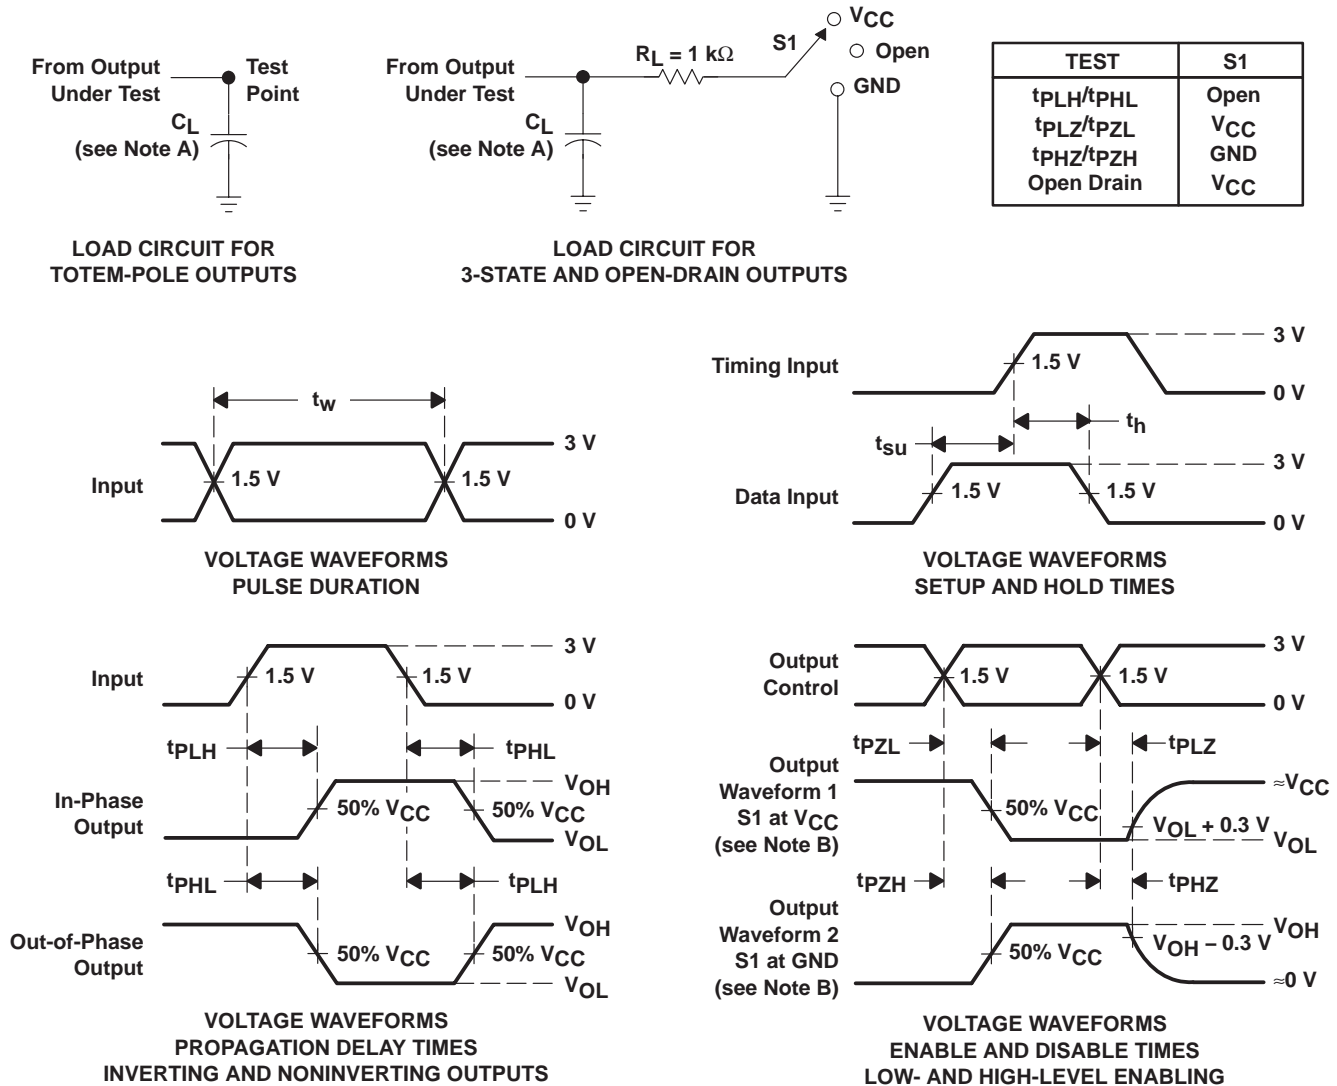 From Output
Under Test
Test
Point
CL
(see Note A)
LOAD CIRCUIT FOR
TOTEM-POLE OUTPUTS
From Output
Under Test
RL = 1 kΩ
S1
VCC
Open
GND
CL
(see Note A)
LOAD CIRCUIT FOR
3-STATE AND OPEN-DRAIN OUTPUTS
TEST S1
tPLH/tPHL Open
tPLZ/tPZL VCC
tPHZ/tPZH GND
Open Drain VCC
tw
Input
1.5 V
1.5 V
3 V
0 V
VOLTAGE WAVEFORMS
PULSE DURATION
Timing Input
1.5 V
3 V
0 V
th
tsu
Data Input
1.5 V
1.5 V
3 V
0 V
VOLTAGE WAVEFORMS
SETUP AND HOLD TIMES
Input
1.5 V
1.5 V
3 V
0 V
tPLH
tPHL
In-Phase
Output
50% VCC
50% VCC
VOH
VOL
tPHL
tPLH
Out-of-Phase
Output
50% VCC
50% VCC
VOH
VOL
VOLTAGE WAVEFORMS
PROPAGATION DELAY TIMES
INVERTING AND NONINVERTING OUTPUTS
Output
Control
1.5 V
1.5 V
3 V
0 V
tPZL
tPLZ
Output
Waveform 1
S1 at VCC
(see Note B)
50% VCC
VOL + 0.3 V
≈VCC
VOL
tPZH
tPHZ
Output
Waveform 2
S1 at GND
(see Note B)
50% VCC
VOH − 0.3 V
VOH
≈0 V
VOLTAGE WAVEFORMS
ENABLE AND DISABLE TIMES
LOW- AND HIGH-LEVEL ENABLING